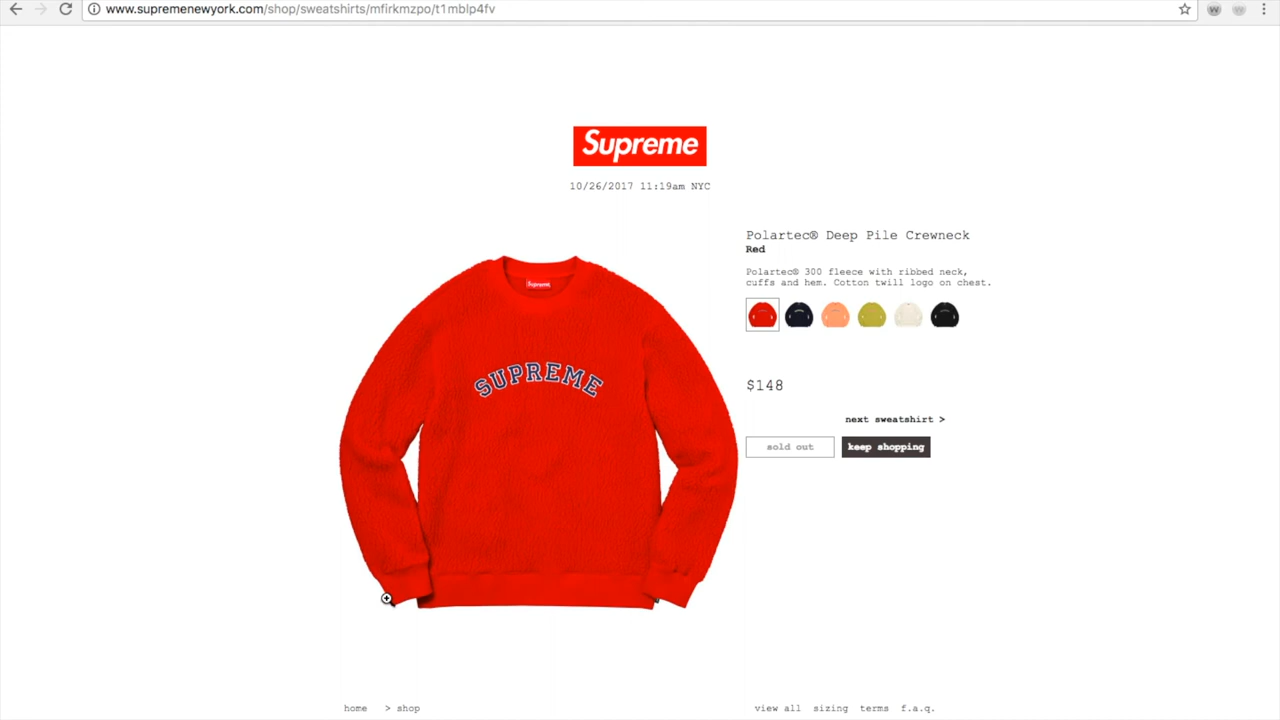 www.supremenewyork.com/shop/sweatshirts/mfirkmzpo/t1mblp4fv
Supreme
10/26/2017 11:19am NYC
Polartec® Deep Pile Crewneck
Red
Polartec® 300 fleece with ribbed neck,
cuffs and hem. Cotton twill logo on chest.
Supreme
SUPREME
$148
next sweatshirt >
sold out
keep shopping
home > shop
view all sizing terms f.a.q.